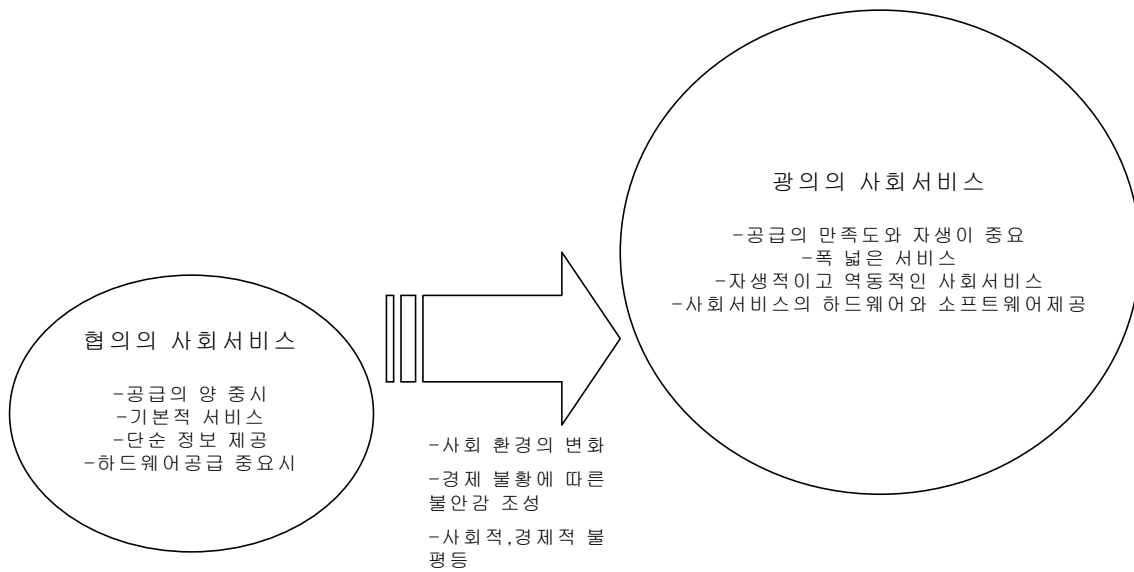 협의의 사회서비스
-공급의 양 중시
-기본적 서비스
-단순 정보 제공
-하드웨어공급 중요시
-사회 환경의 변화
-경제 불황에 따른
불안감 조성
-사회적,경제적 불
평등
광의의 사회서비스
-공급의 만족도와 자생이 중요
-폭 넓은 서비스
-자생적이고 역동적인 사회서비스
-사회서비스의 하드웨어와 소프트웨어제공